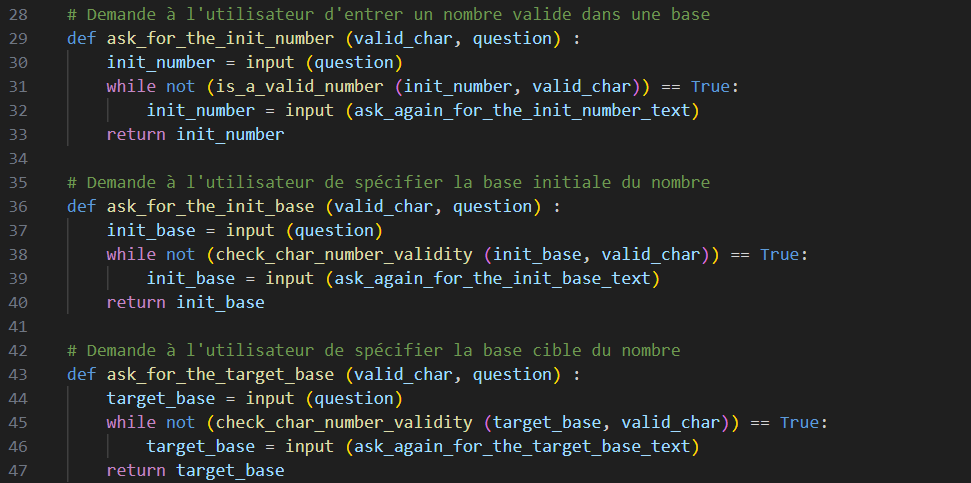 28 # Demande à l'utilisateur d'entrer un nombre valide dans une base
29 def ask_for_the_init_number (valid_char, question) :
30     init_number = input (question)
31     while not (is_a_valid_number (init_number, valid_char)) == True:
32         init_number = input (ask_again_for_the_init_number_text)
33     return init_number
34
35 # Demande à l'utilisateur de spécifier la base initiale du nombre
36 def ask_for_the_init_base (valid_char, question) :
37     init_base = input (question)
38     while not (check_char_number_validity (init_base, valid_char)) == True:
39         init_base = input (ask_again_for_the_init_base_text)
40     return init_base
41
42 # Demande à l'utilisateur de spécifier la base cible du nombre
43 def ask_for_the_target_base (valid_char, question) :
44     target_base = input (question)
45     while not (check_char_number_validity (target_base, valid_char)) == True:
46         target_base = input (ask_again_for_the_target_base_text)
47     return target_base